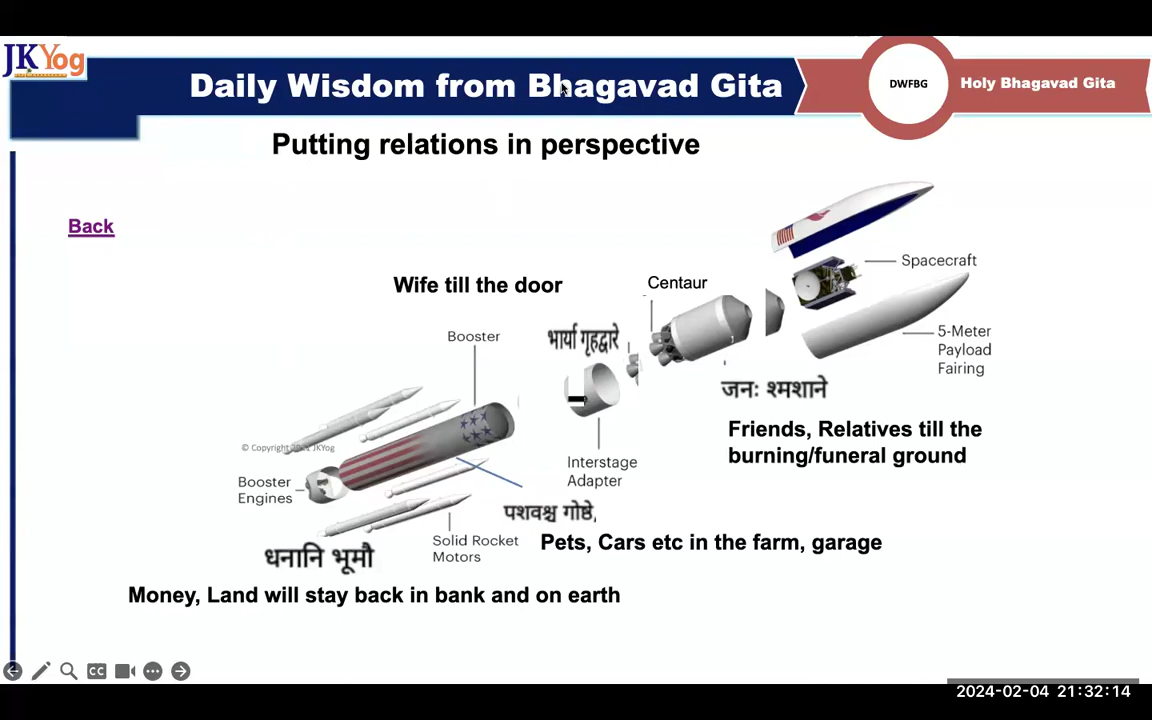 JKYog
Daily Wisdom from Bhagavad Gita
DWFBG
Holy Bhagavad Gita
Putting relations in perspective
Back
Wife till the door
Centaur
Spacecraft
Booster
भार्या गृहद्वारे
5-Meter
Payload
Fairing
जनः श्मशाने
Friends, Relatives till the
burning/funeral ground
© Copyright JKYog
Interstage
Adapter
Booster
Engines
पशवश्च गोष्ठे,
Solid Rocket
Motors
Pets, Cars etc in the farm, garage
धनानि भूमौ
Money, Land will stay back in bank and on earth
CC
2024-02-04 21:32:14